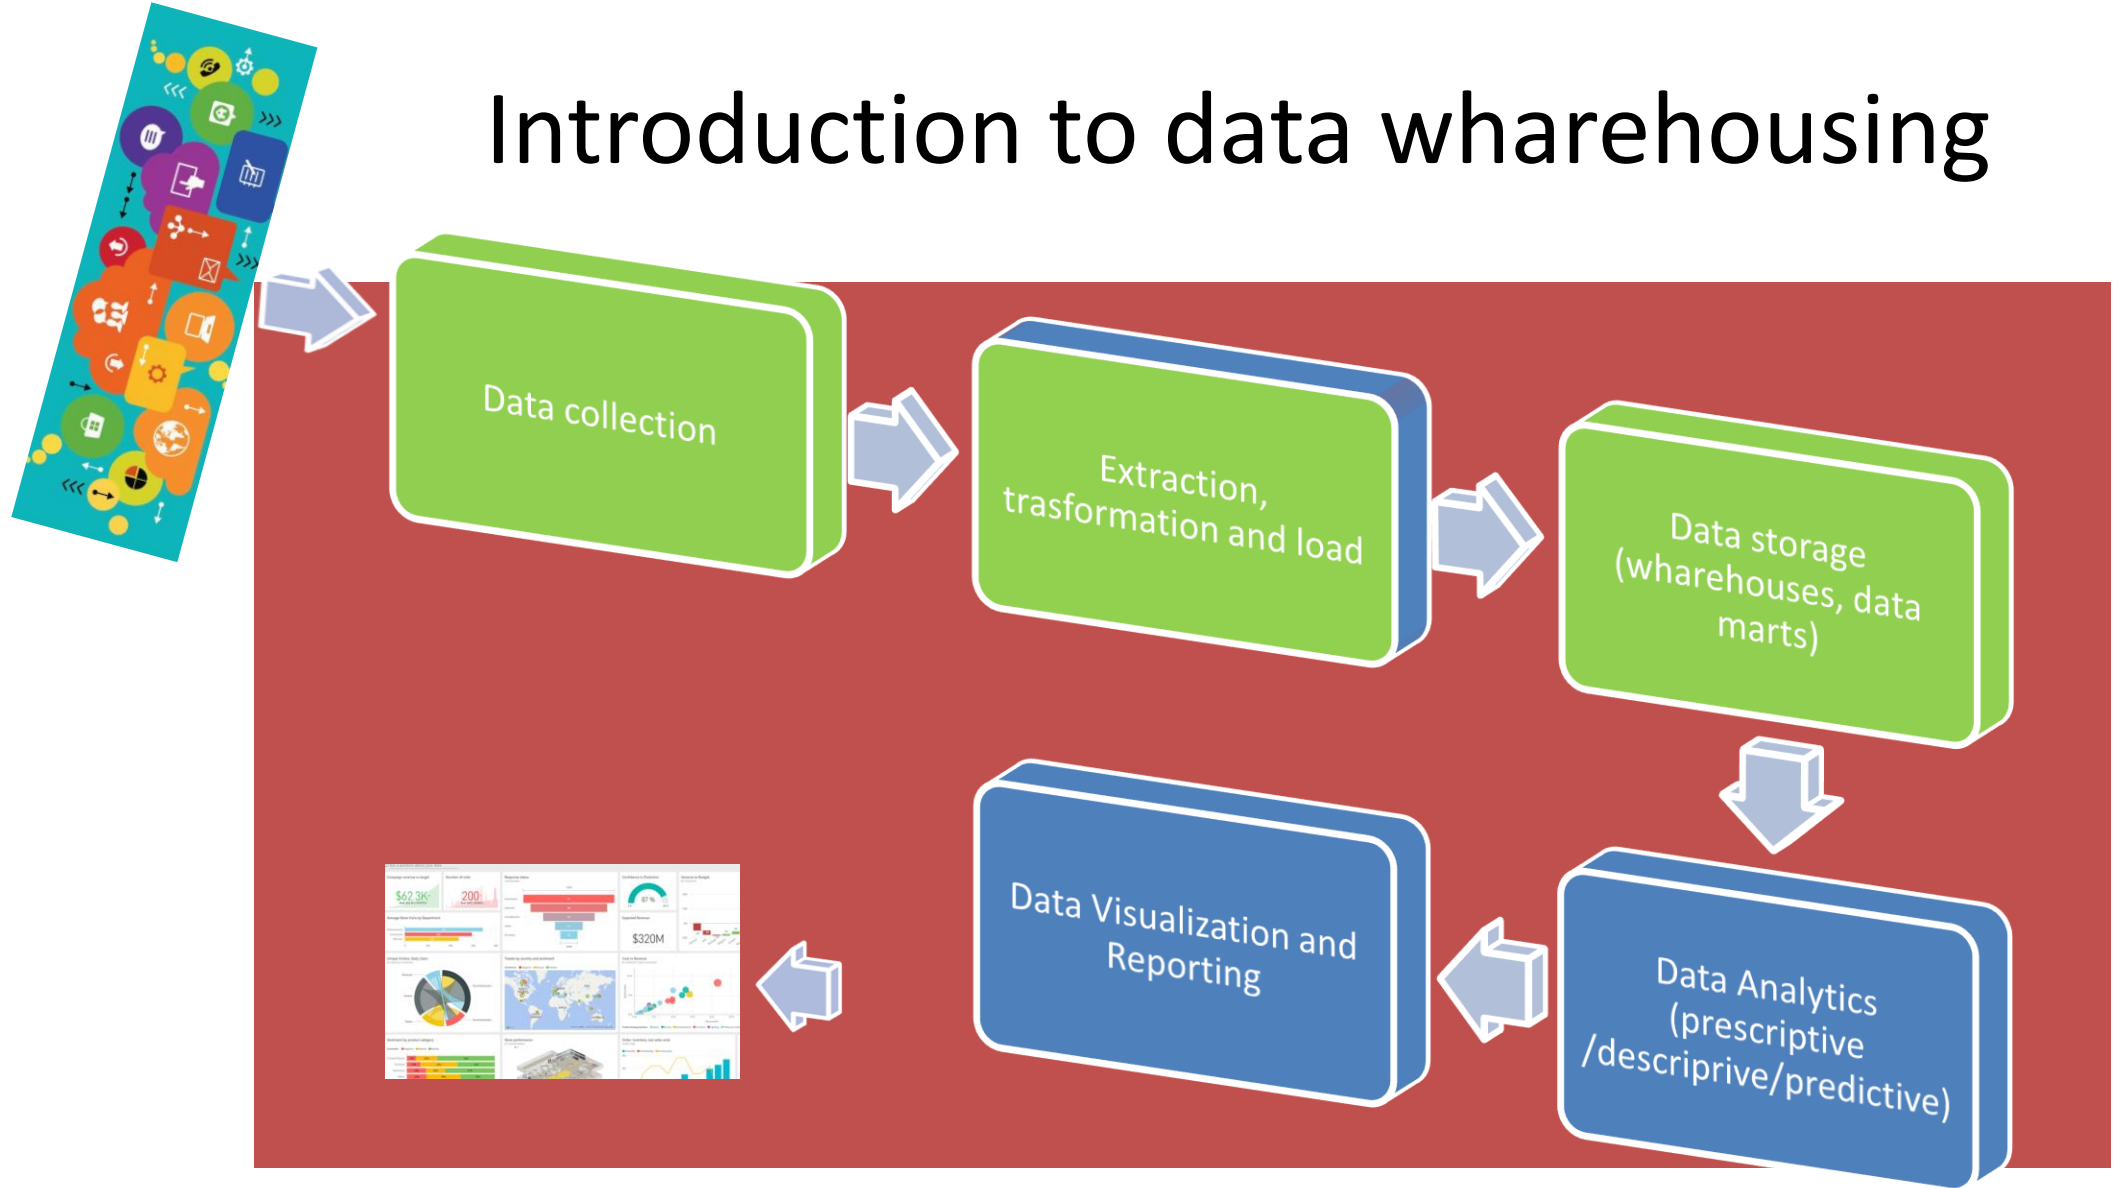 Introduction to data wharehousing
Data collection
Extraction,
trasformation and load
Data storage
(wharehouses, data
marts)
Data Analytics
(prescriptive
/descriprive/predictive)
Data Visualization and
Reporting
$62.3K
200
87 %
$320M